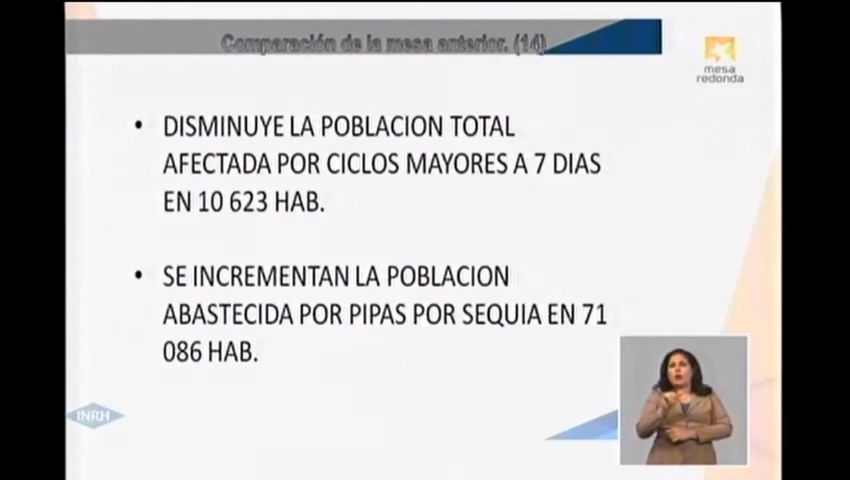 Comparación de la mesa anterior. (14)
mesa
redonda
• DISMINUYE LA POBLACION TOTAL
AFECTADA POR CICLOS MAYORES A 7 DIAS
EN 10 623 HAB.
• SE INCREMENTAN LA POBLACION
ABASTECIDA POR PIPAS POR SEQUIA EN 71
086 HAB.
INRH